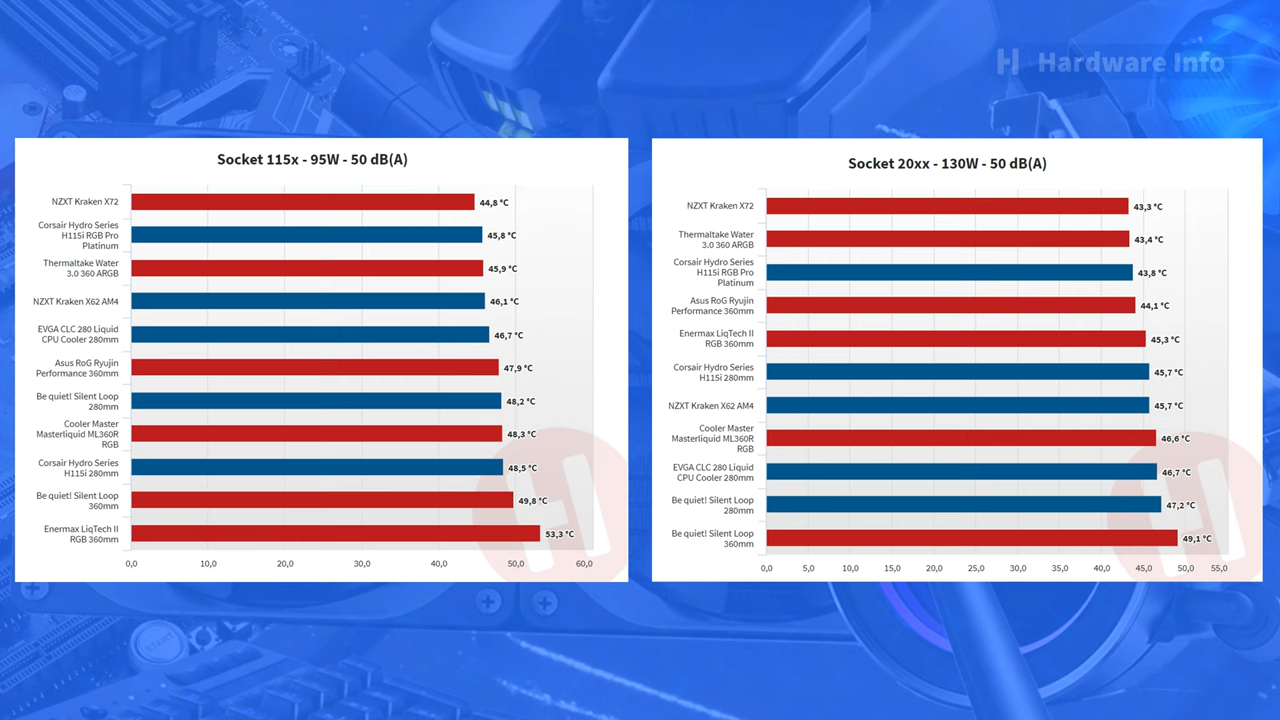 Hardware Info
Socket 115x - 95W - 50 dB(A)
NZXT Kraken X72
44,8 °C
Corsair Hydro Series
H115i RGB Pro
Platinum
45,8 °C
Thermaltake Water
3.0 360 ARGB
45,9 °C
NZXT Kraken X62 AM4
46,1 °C
EVGA CLC 280 Liquid
CPU Cooler 280mm
46,7 °C
Asus RoG Ryujin
Performance 360mm
47,9 °C
Be quiet! Silent Loop
280mm
48,2 °C
Cooler Master
Masterliquid ML360R
RGB
48,3 °C
Corsair Hydro Series
H115i 280mm
48,5 °C
Be quiet! Silent Loop
360mm
49,8 °C
Enermax LiqTech II
RGB 360mm
53,3 °C
0,0 10,0 20,0 30,0 40,0 50,0 60,0
Socket 20xx - 130W - 50 dB(A)
NZXT Kraken X72
43,3 °C
Thermaltake Water
3.0 360 ARGB
43,4 °C
Corsair Hydro Series
H115i RGB Pro
Platinum
43,8 °C
Asus RoG Ryujin
Performance 360mm
44,1 °C
Enermax LiqTech II
RGB 360mm
45,3 °C
Corsair Hydro Series
H115i 280mm
45,7 °C
NZXT Kraken X62 AM4
45,7 °C
Cooler Master
Masterliquid ML360R
RGB
46,6 °C
EVGA CLC 280 Liquid
CPU Cooler 280mm
46,7 °C
Be quiet! Silent Loop
280mm
47,2 °C
Be quiet! Silent Loop
360mm
49,1 °C
0,0 5,0 10,0 15,0 20,0 25,0 30,0 35,0 40,0 45,0 50,0 55,0
START